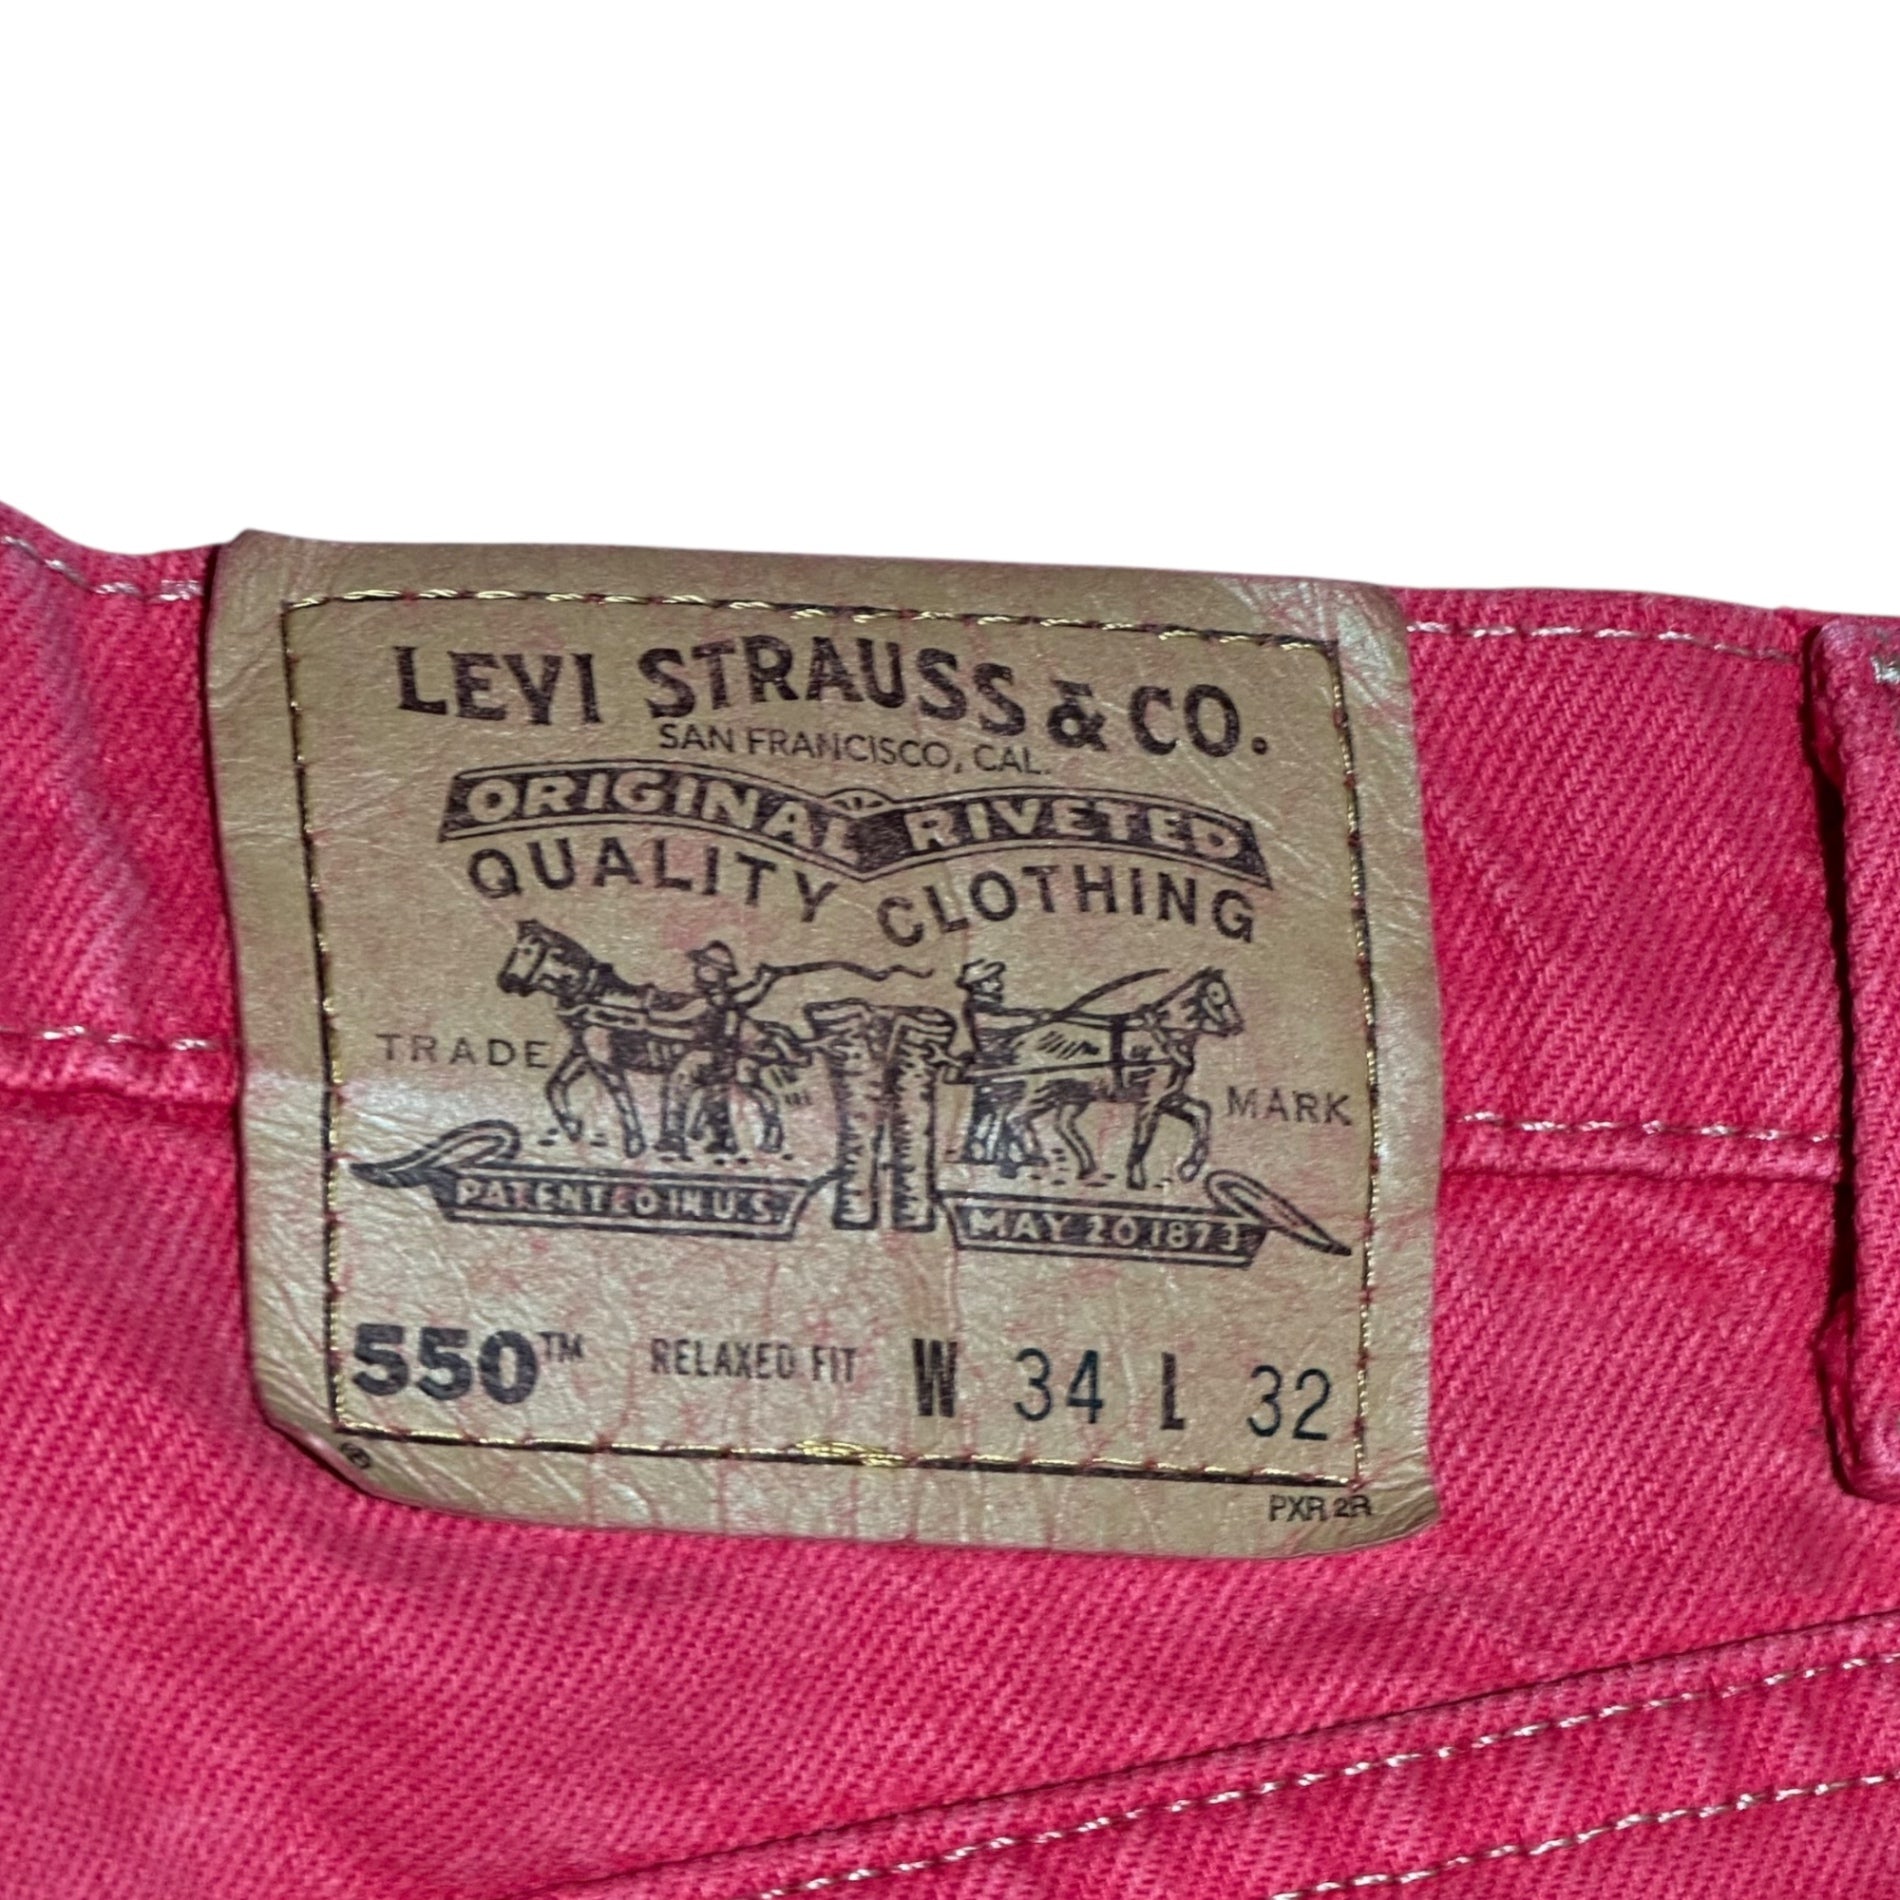 LEVI STRAUSS & CO.
SAN FRANCISCO, CAL.
ORIGINAL RIVETED
QUALITY CLOTHING
TRADE MARK
PATENTED IN U.S. MAY 20 1873
550™ RELAXED FIT W 34 L 32
®
PXR 2R